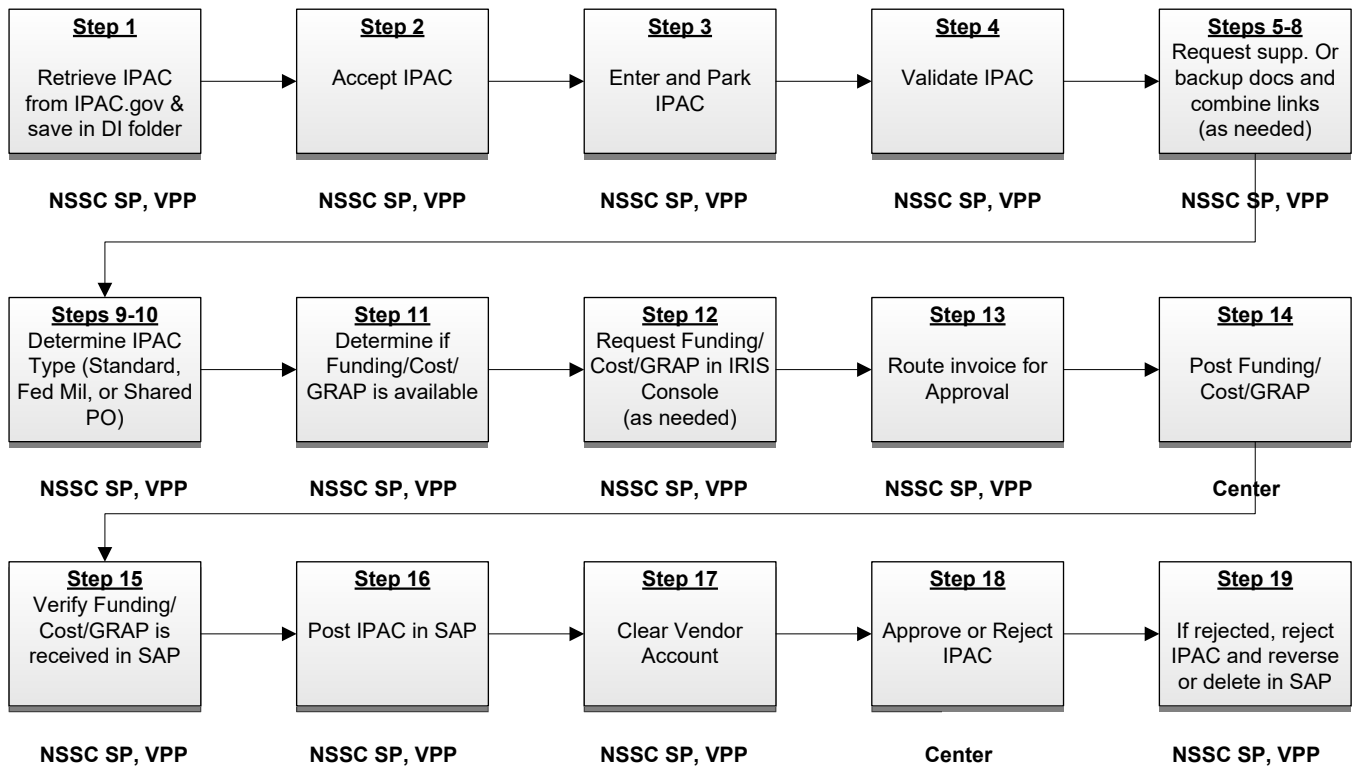 Step 1
Retrieve IPAC
from IPAC.gov &
save in DI folder
NSSC SP, VPP
Step 2
Accept IPAC
NSSC SP, VPP
Step 3
Enter and Park
IPAC
NSSC SP, VPP
Step 4
Validate IPAC
NSSC SP, VPP
Steps 5-8
Request supp. Or
backup docs and
combine links
(as needed)
NSSC SP, VPP
Steps 9-10
Determine IPAC
Type (Standard,
Fed Mil, or Shared
PO)
NSSC SP, VPP
Step 11
Determine if
Funding/Cost/
GRAP is available
NSSC SP, VPP
Step 12
Request Funding/
Cost/GRAP in IRIS
Console
(as needed)
NSSC SP, VPP
Step 13
Route invoice for
Approval
NSSC SP, VPP
Step 14
Post Funding/
Cost/GRAP
Center
Step 15
Verify Funding/
Cost/GRAP is
received in SAP
NSSC SP, VPP
Step 16
Post IPAC in SAP
NSSC SP, VPP
Step 17
Clear Vendor
Account
NSSC SP, VPP
Step 18
Approve or Reject
IPAC
Center
Step 19
If rejected, reject
IPAC and reverse
or delete in SAP
NSSC SP, VPP